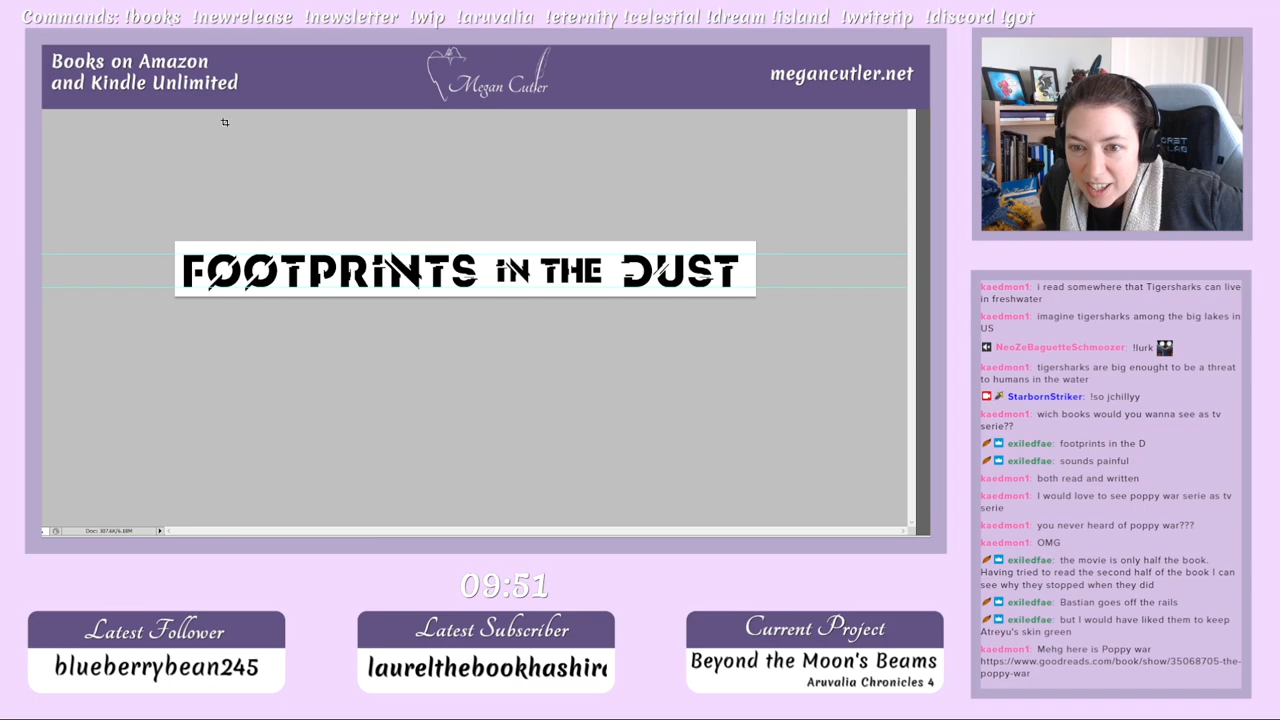 Commands: !books !newrelease !newsletter !wip !aruvalia !eternity !celestial !dream !island !writetip !discord !got
Books on Amazon
and Kindle Unlimited
Megan Cutler
megancutler.net
FOOTPRINTS IN THE DUST
kaedmon1: i read somewhere that Tigersharks can live
in freshwater
kaedmon1: imagine tigersharks among the big lakes in
US
NeoZeBaguetteSchmoozer: !lurk
kaedmon1: tigersharks are big enought to be a threat
to humans in the water
StarbornStriker: !so jchillyy
kaedmon1: wich books would you wanna see as tv
serie??
exiledfae: footprints in the D
exiledfae: sounds painful
kaedmon1: both read and written
kaedmon1: I would love to see poppy war serie as tv
serie
kaedmon1: you never heard of poppy war???
kaedmon1: OMG
exiledfae: the movie is only half the book.
Having tried to read the second half of the book I can
see why they stopped when they did
exiledfae: Bastian goes off the rails
exiledfae: but I would have liked them to keep
Atreyu's skin green
kaedmon1: Mehg here is Poppy war
https://www.goodreads.com/book/show/35068705-the-
poppy-war
09:51
Latest Follower
blueberrybean245
Latest Subscriber
laurelthebookhashira
Current Project
Beyond the Moon's Beams
Aruvalia Chronicles 4